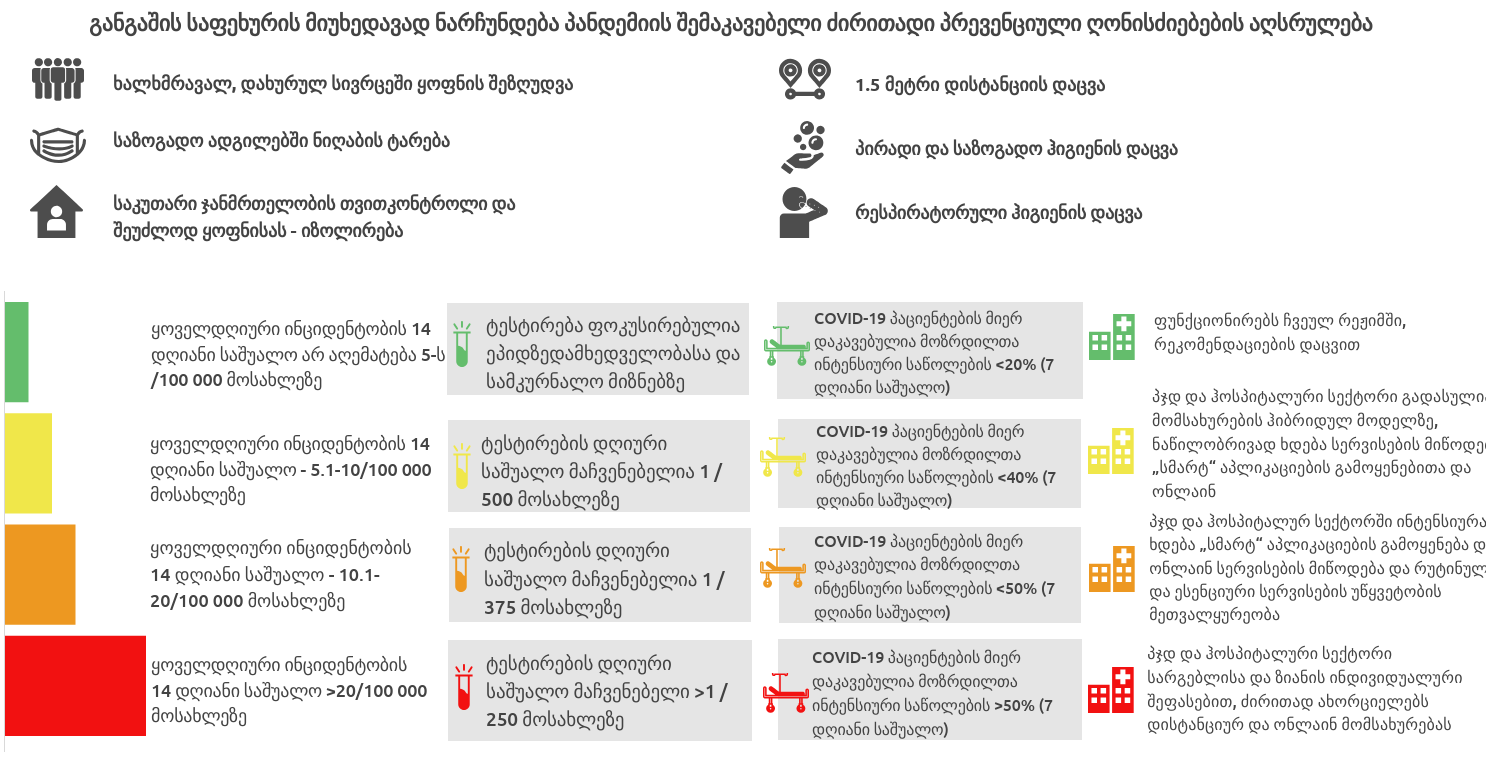 განგაშის საფეხურის მიუხედავად ნარჩუნდება პანდემიის შემაკავებელი ძირითადი პრევენციული ღონისძიებების აღსრულება
ხალხმრავალ, დახურულ სივრცეში ყოფნის შეზღუდვა
საზოგადო ადგილებში ნიღაბის ტარება
საკუთარი ჯანმრთელობის თვითკონტროლი და
შეუძლოდ ყოფნისას - იზოლირება
1.5 მეტრი დისტანციის დაცვა
პირადი და საზოგადო ჰიგიენის დაცვა
რესპირატორული ჰიგიენის დაცვა
ყოველდღიური ინციდენტობის 14
დღიანი საშუალო არ აღემატება 5-ს
/100 000 მოსახლეზე
ტესტირება ფოკუსირებულია
ეპიდზედამხედველობასა და
სამკურნალო მიზნებზე
COVID-19 პაციენტების მიერ
დაკავებულია მოზრდილთა
ინტენსიური საწოლების <20% (7
დღიანი საშუალო)
ფუნქციონირებს ჩვეულ რეჟიმში,
რეკომენდაციების დაცვით
ყოველდღიური ინციდენტობის 14
დღიანი საშუალო - 5.1-10/100 000
მოსახლეზე
ტესტირების დღიური
საშუალო მაჩვენებელია 1 /
500 მოსახლეზე
COVID-19 პაციენტების მიერ
დაკავებულია მოზრდილთა
ინტენსიური საწოლების <40% (7
დღიანი საშუალო)
პჯდ და ჰოსპიტალური სექტორი
მომსახურების ჰიბრიდულ მოდელზე,
ნაწილობრივად ხდება სერვისების
„სმარტ“ აპლიკაციების გამოყენებითა და
ონლაინ
ყოველდღიური ინციდენტობის
14 დღიანი საშუალო - 10.1-
20/100 000 მოსახლეზე
ტესტირების დღიური
საშუალო მაჩვენებელია 1 /
375 მოსახლეზე
COVID-19 პაციენტების მიერ
დაკავებულია მოზრდილთა
ინტენსიური საწოლების <50% (7
დღიანი საშუალო)
პჯდ და ჰოსპიტალურ სექტორში
ხდება „სმარტ“ აპლიკაციების გამოყენება
ონლაინ სერვისების მიწოდება და
და ესენციური სერვისების უწყვეტობის
მეთვალყურეობა
ყოველდღიური ინციდენტობის
14 დღიანი საშუალო >20/100 000
მოსახლეზე
ტესტირების დღიური
საშუალო მაჩვენებელი >1 /
250 მოსახლეზე
COVID-19 პაციენტების მიერ
დაკავებულია მოზრდილთა
ინტენსიური საწოლების >50% (7
დღიანი საშუალო)
პჯდ და ჰოსპიტალური სექტორი
სარგებლისა და ზიანის ინდივიდუალური
შეფასებით, ძირითად ახორციელებს
დისტანციურ და ონლაინ მომსახურებას